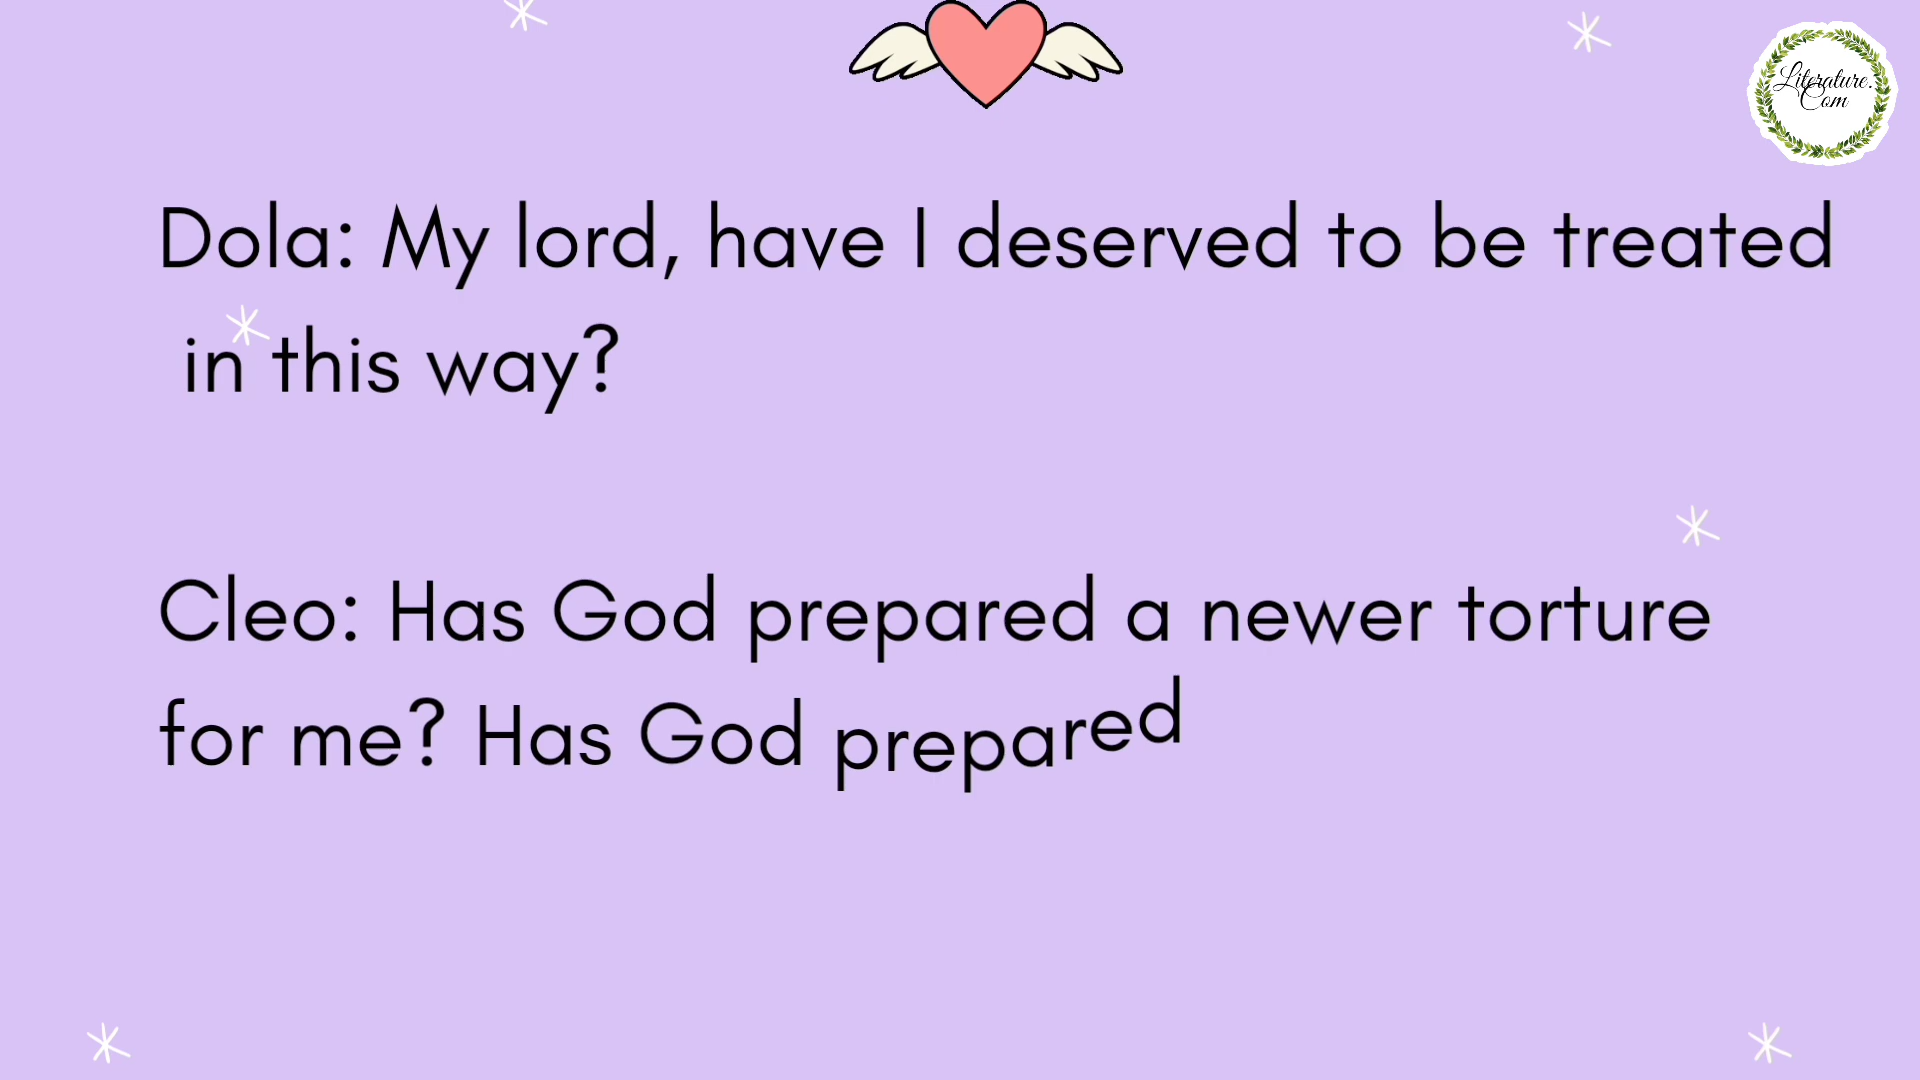 Literature.
Com
Dola: My lord, have I deserved to be treated
in this way?
Cleo: Has God prepared a newer torture
for me? Has God prepared